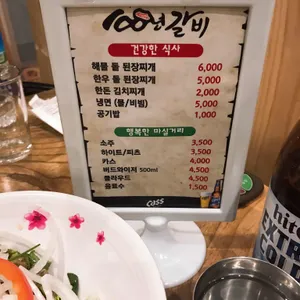 100년 갈비
건강한 식사
해물 돌 된장찌개 6,000
한우 돌 된장찌개 5,000
한돈 김치찌개 2,000
냉면 (물/비빔) 5,000
공기밥 1,000
행복한 마실거리
소주 3,500
하이트/피츠 3,500
카스 4,000
버드와이저 500ml 4,500
클라우드 4,500
음료수 1,500
Cass
hite
EXTRA
COLD